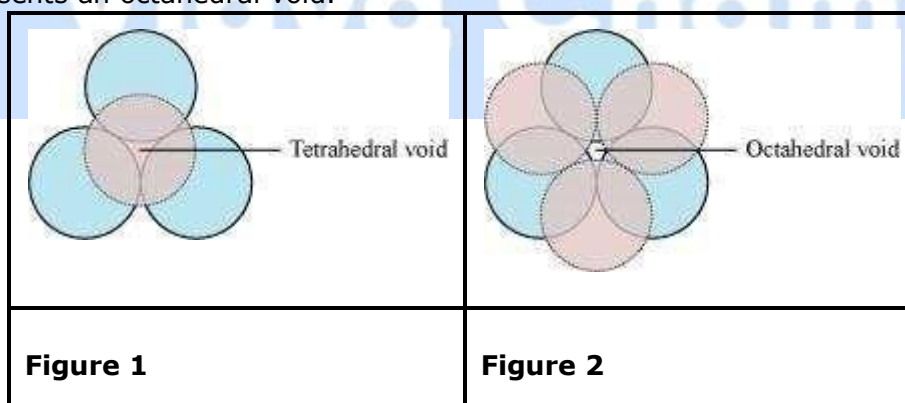 sents an octahedral void.
Tetrahedral void
Octahedral void
Figure 1
Figure 2